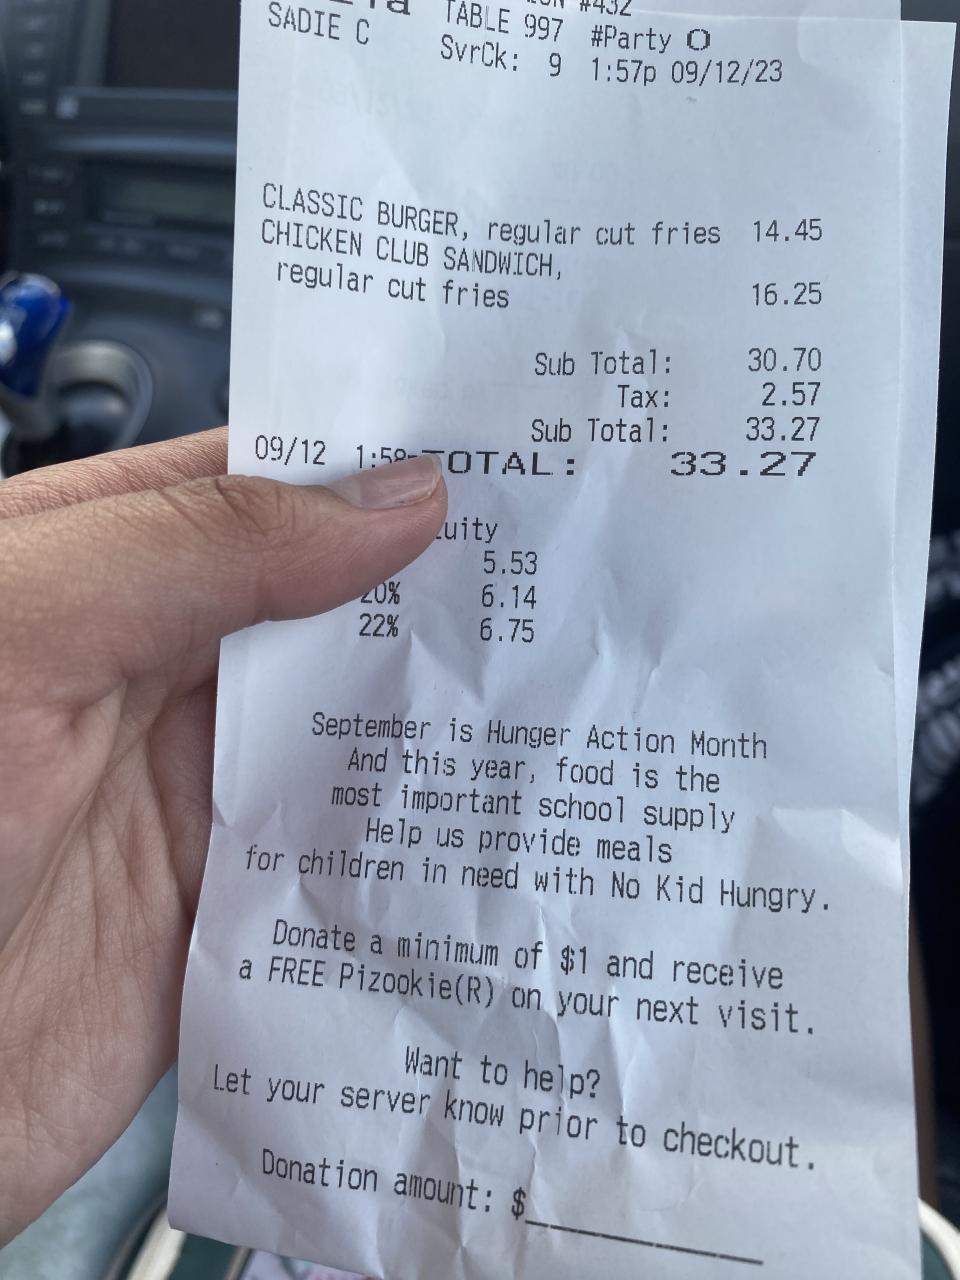 #432
SADIE C TABLE 997 #Party 0
SvrCk: 9 1:57p 09/12/23
CLASSIC BURGER, regular cut fries 14.45
CHICKEN CLUB SANDWICH,
regular cut fries 16.25
Sub Total: 30.70
Tax: 2.57
Sub Total: 33.27
09/12 TOTAL: 33.27
5.53
20% 6.14
22% 6.75
September is Hunger Action Month
And this year, food is the
most important school supply
Help us provide meals
for children in need with No Kid Hungry.
Donate a minimum of $1 and receive
a FREE Pizookie(R) on your next visit.
Want to help?
Let your server know prior to checkout.
Donation amount: $____________